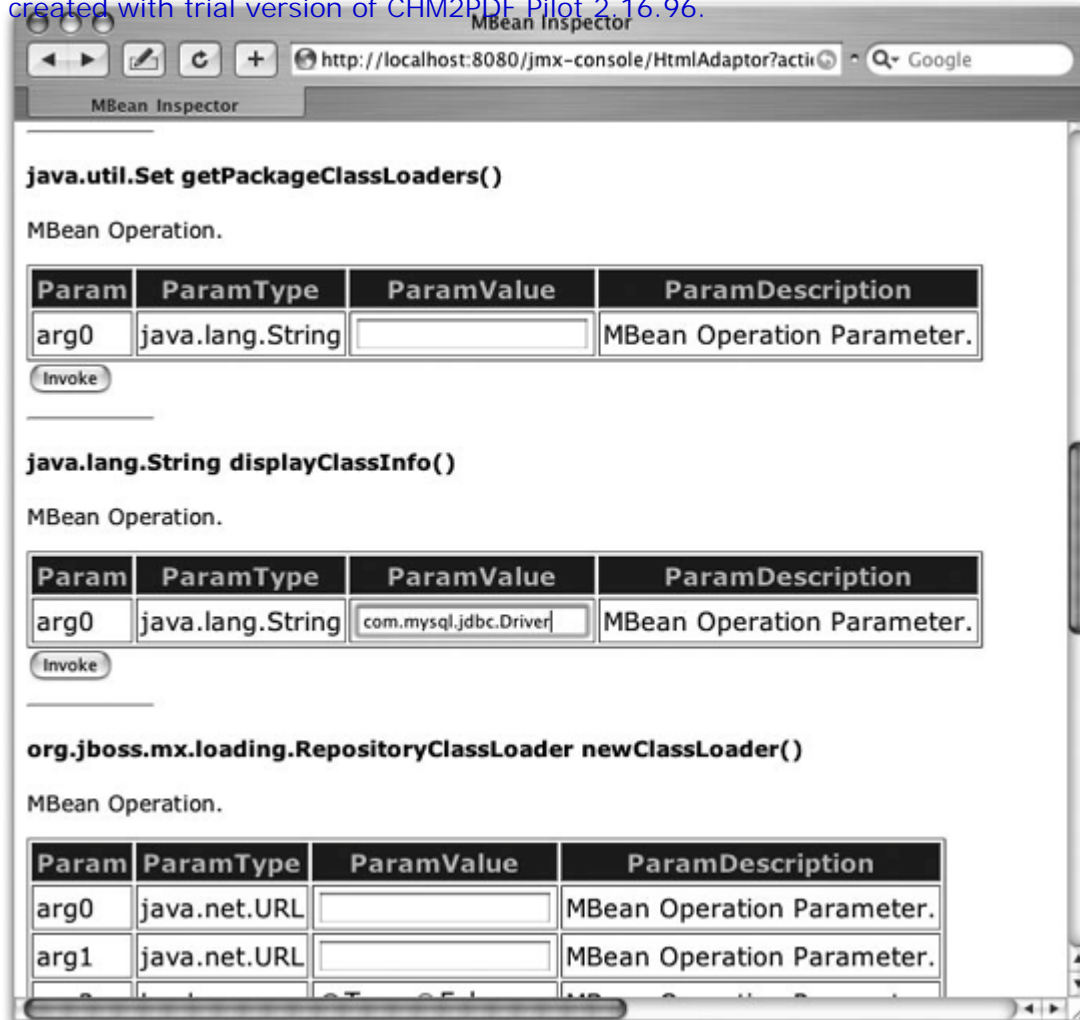 created with trial version of CHM2PDF Pilot 2.16.96.
MBean Inspector
http://localhost:8080/jmx-console/HtmlAdaptor?acti
Google
MBean Inspector
java.util.Set getPackageClassLoaders()
MBean Operation.
Param ParamType ParamValue ParamDescription
arg0 java.lang.String MBean Operation Parameter.
Invoke
java.lang.String displayClassInfo()
MBean Operation.
Param ParamType ParamValue ParamDescription
arg0 java.lang.String com.mysql.jdbc.Driver MBean Operation Parameter.
Invoke
org.jboss.mx.loading.RepositoryClassLoader newClassLoader()
MBean Operation.
Param ParamType ParamValue ParamDescription
arg0 java.net.URL MBean Operation Parameter.
arg1 java.net.URL MBean Operation Parameter.